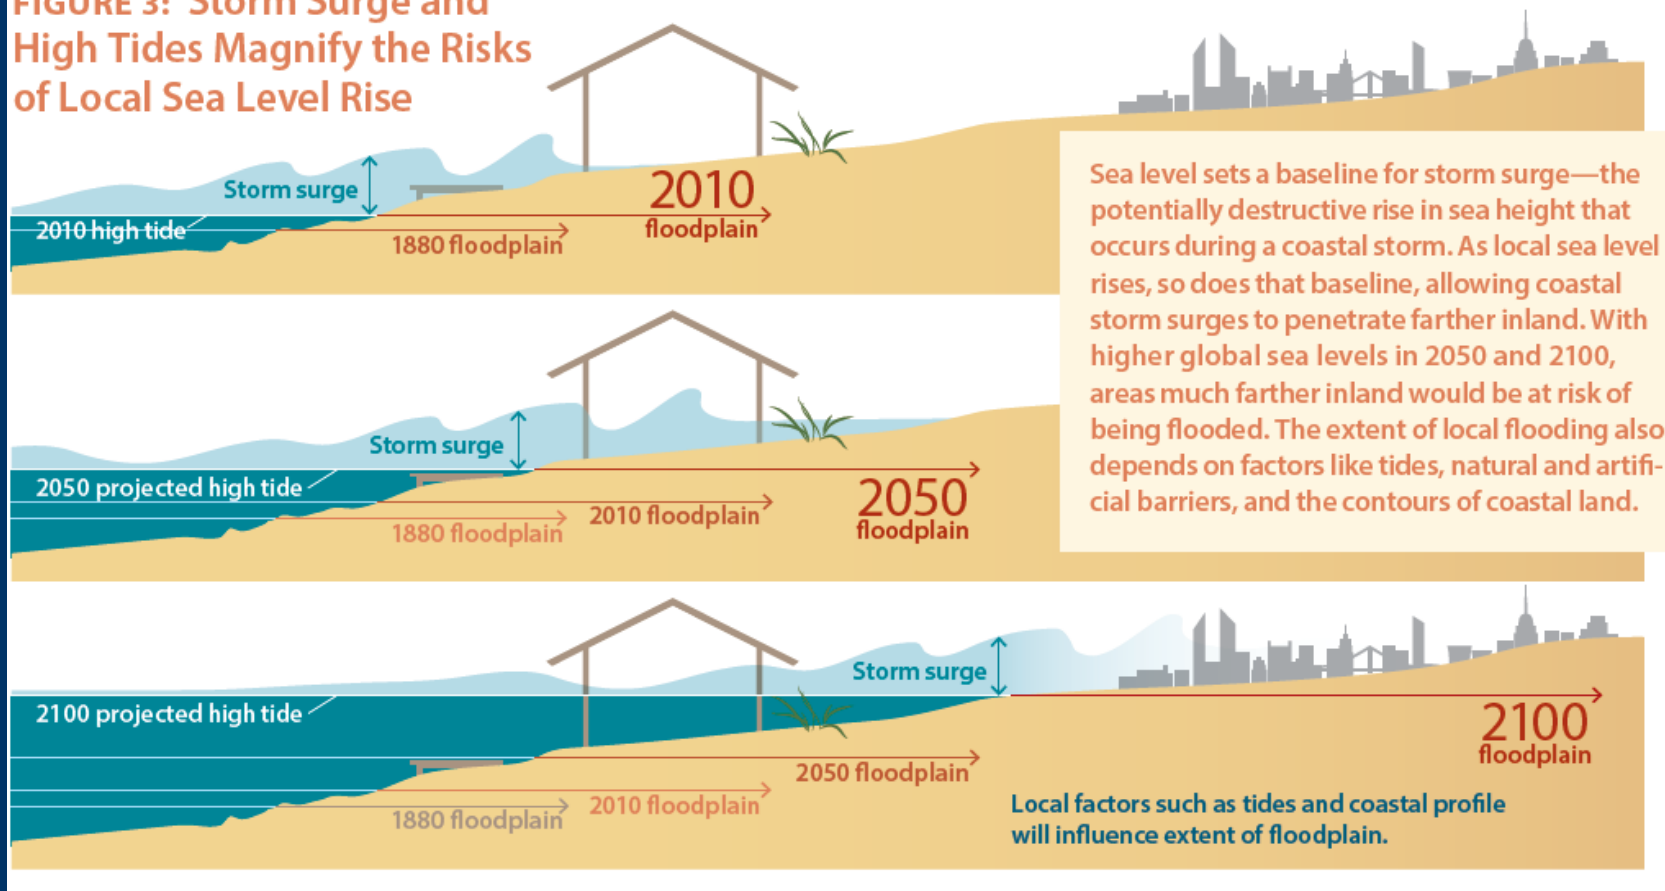 FIGURE 3: Storm Surge and
High Tides Magnify the Risks
of Local Sea Level Rise
Storm surge
2010 high tide
1880 floodplain
2010
floodplain
Sea level sets a baseline for storm surge—the
potentially destructive rise in sea height that
occurs during a coastal storm. As local sea level
rises, so does that baseline, allowing coastal
storm surges to penetrate farther inland. With
higher global sea levels in 2050 and 2100,
areas much farther inland would be at risk of
being flooded. The extent of local flooding also
depends on factors like tides, natural and artifi-
cial barriers, and the contours of coastal land.
Storm surge
2050 projected high tide
1880 floodplain
2010 floodplain
2050
floodplain
Storm surge
2100 projected high tide
1880 floodplain
2010 floodplain
2050 floodplain
2100
floodplain
Local factors such as tides and coastal profile
will influence extent of floodplain.